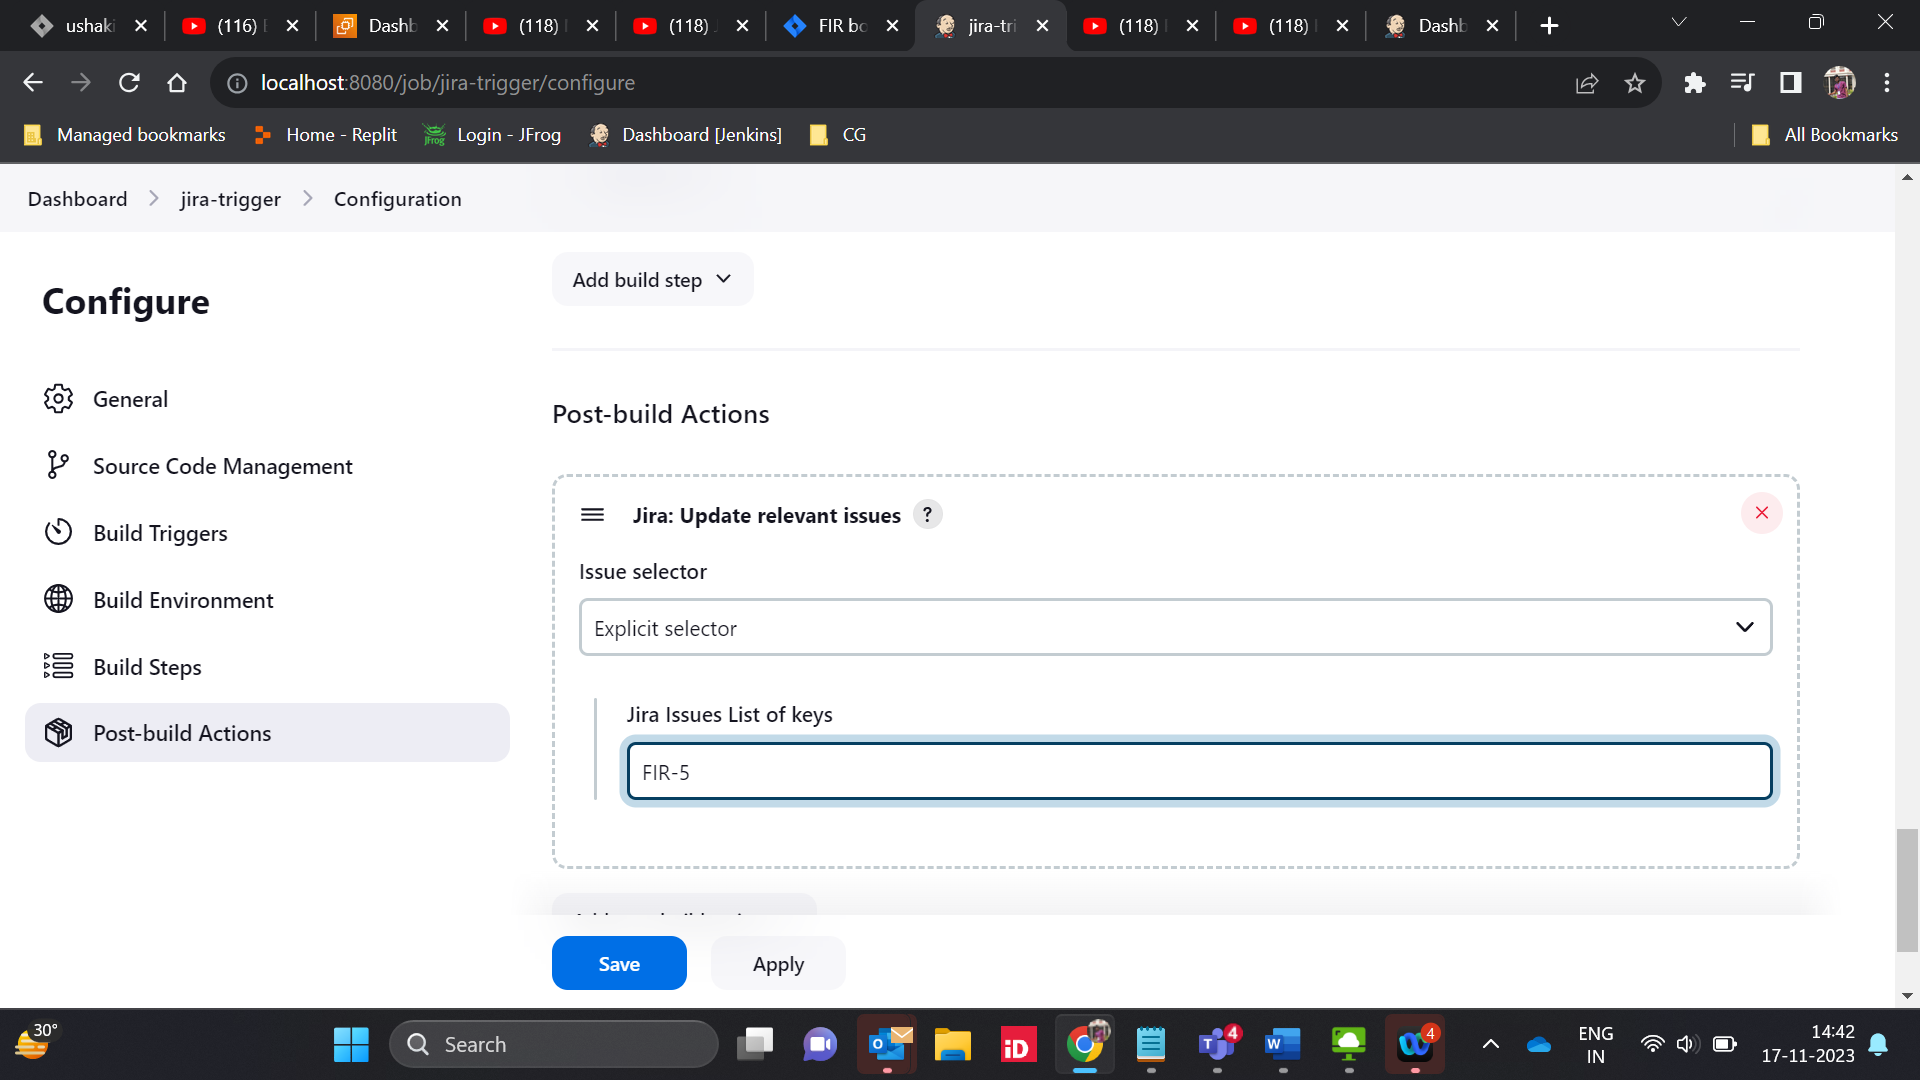 ushaki
(116)
Dashb
(118)
(118)
FIR bo
jira-tri
(118)
(118)
Dashb
localhost:8080/job/jira-trigger/configure
Managed bookmarks
Home - Replit
Login - JFrog
Dashboard [Jenkins]
CG
All Bookmarks
Dashboard
jira-trigger
Configuration
Add build step
Configure
General
Source Code Management
Build Triggers
Build Environment
Build Steps
Post-build Actions
Post-build Actions
Jira: Update relevant issues ?
Issue selector
Explicit selector
Jira Issues List of keys
FIR-5
Save
Apply
30°
Search
iD
4
4
ENG
IN
14:42
17-11-2023